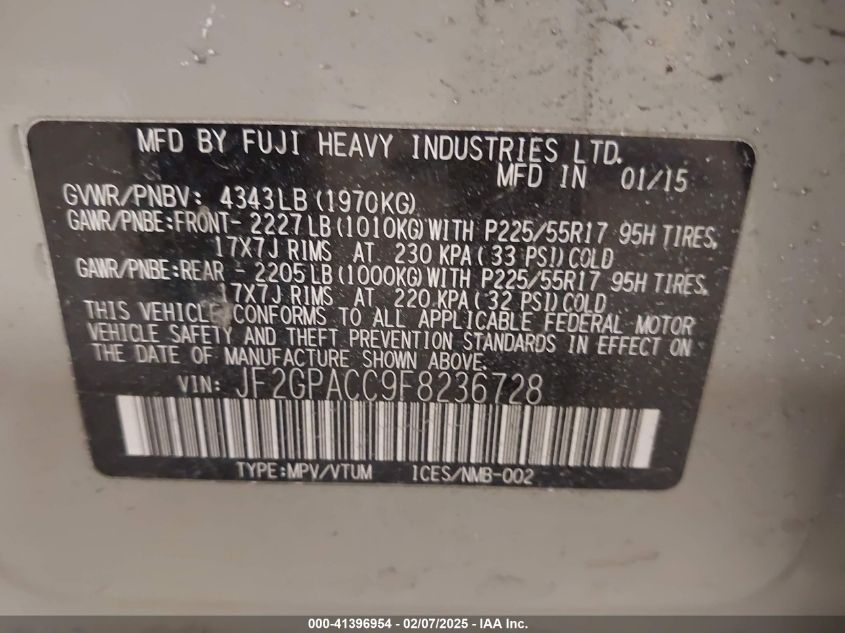 MFD BY FUJI HEAVY INDUSTRIES LTD.
MFD IN 01/15
GVWR/PNBV: 4343LB (1970KG)
GAWR/PNBE:FRONT- 2227LB (1010KG) WITH P225/55R17 95H TIRES,
17X7J RIMS AT 230 KPA ( 33 PSI) COLD
GAWR/PNBE:REAR - 2205LB (1000KG) WITH P225/55R17 95H TIRES,
17X7J RIMS AT 220 KPA ( 32 PSI) COLD
THIS VEHICLE CONFORMS TO ALL APPLICABLE FEDERAL MOTOR
VEHICLE SAFETY AND THEFT PREVENTION STANDARDS IN EFFECT ON
THE DATE OF MANUFACTURE SHOWN ABOVE.
VIN: JF2GPACC9F8236728
TYPE:MPV/VTUM ICES/NMB-002
000-41396954 - 02/07/2025 - IAA Inc.